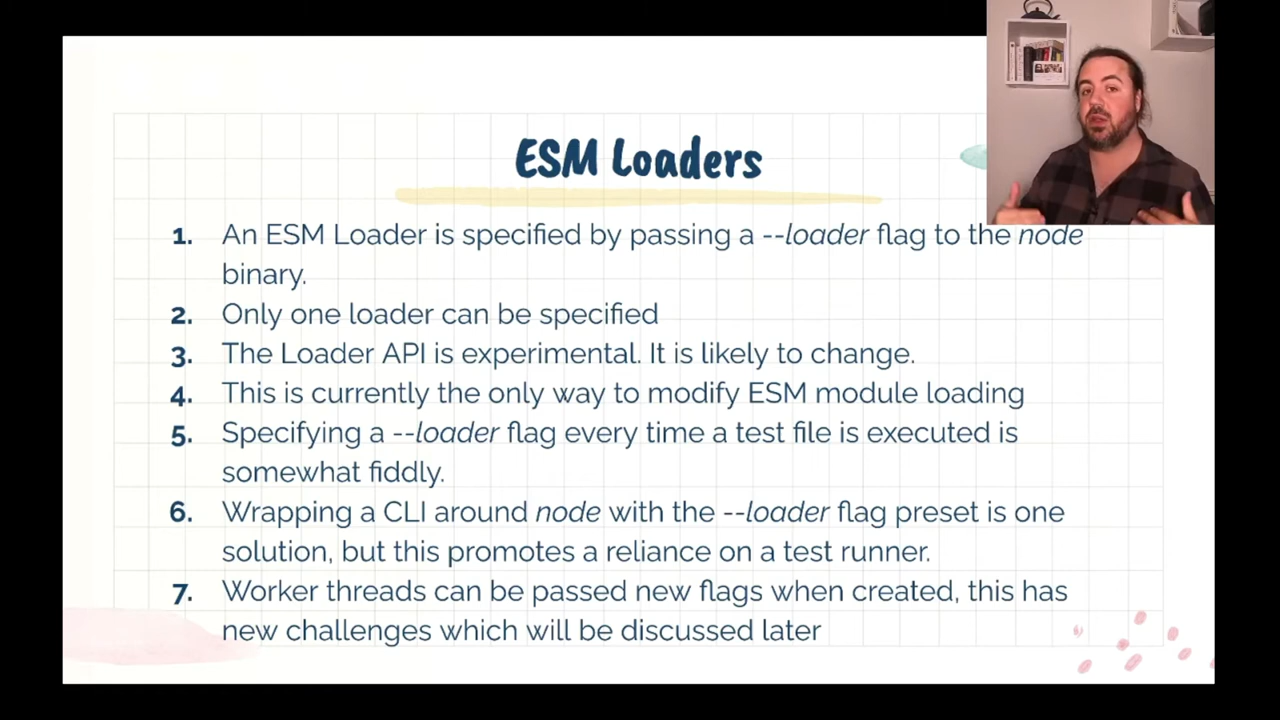 ESM Loaders
1. An ESM Loader is specified by passing a --loader flag to the node
binary.
2. Only one loader can be specified
3. The Loader API is experimental. It is likely to change.
4. This is currently the only way to modify ESM module loading
5. Specifying a --loader flag every time a test file is executed is
somewhat fiddly.
6. Wrapping a CLI around node with the --loader flag preset is one
solution, but this promotes a reliance on a test runner.
7. Worker threads can be passed new flags when created, this has
new challenges which will be discussed later